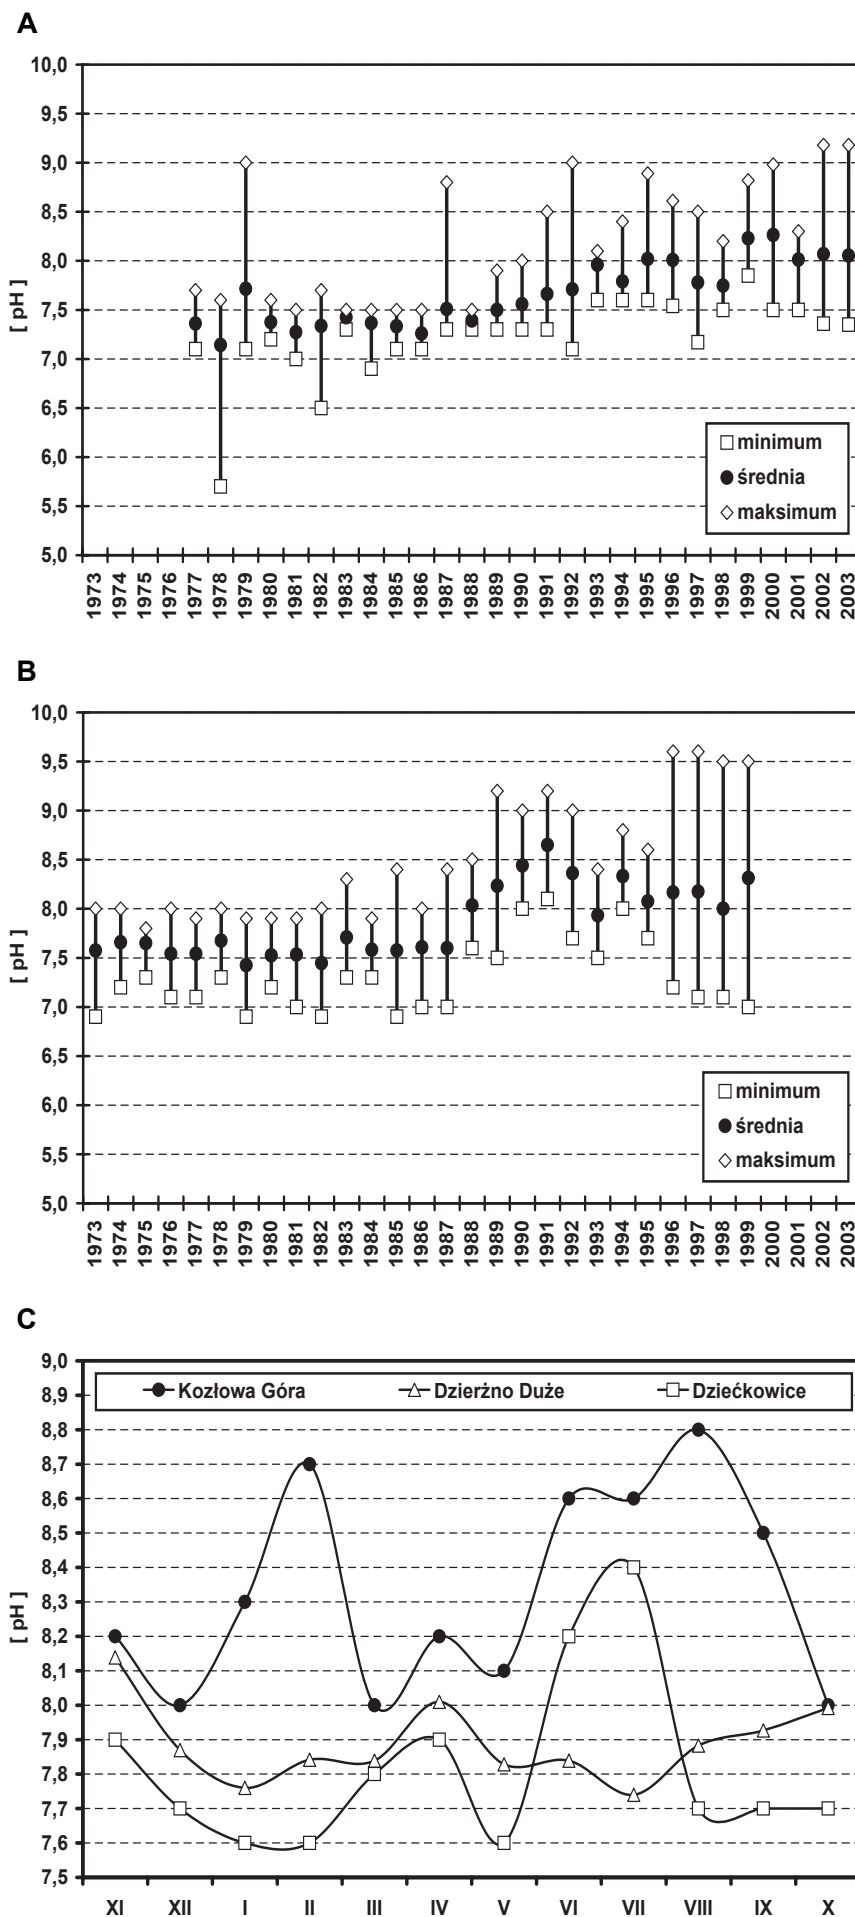 A
10,0
9,5
9,0
8,5
8,0
7,5
7,0
6,5
6,0
5,5
5,0
[ pH ]
minimum
średnia
maksimum
1973 1974 1975 1976 1977 1978 1979 1980 1981 1982 1983 1984 1985 1986 1987 1988 1989 1990 1991 1992 1993 1994 1995 1996 1997 1998 1999 2000 2001 2002 2003
B
10,0
9,5
9,0
8,5
8,0
7,5
7,0
6,5
6,0
5,5
5,0
[ pH ]
minimum
średnia
maksimum
1973 1974 1975 1976 1977 1978 1979 1980 1981 1982 1983 1984 1985 1986 1987 1988 1989 1990 1991 1992 1993 1994 1995 1996 1997 1998 1999 2000 2001 2002 2003
C
9,0
8,9
8,8
8,7
8,6
8,5
8,4
8,3
8,2
8,1
8,0
7,9
7,8
7,7
7,6
7,5
[ pH ]
Kozłowa Góra Dzierżno Duże Dziećkowice
XI XII I II III IV V VI VII VIII IX X